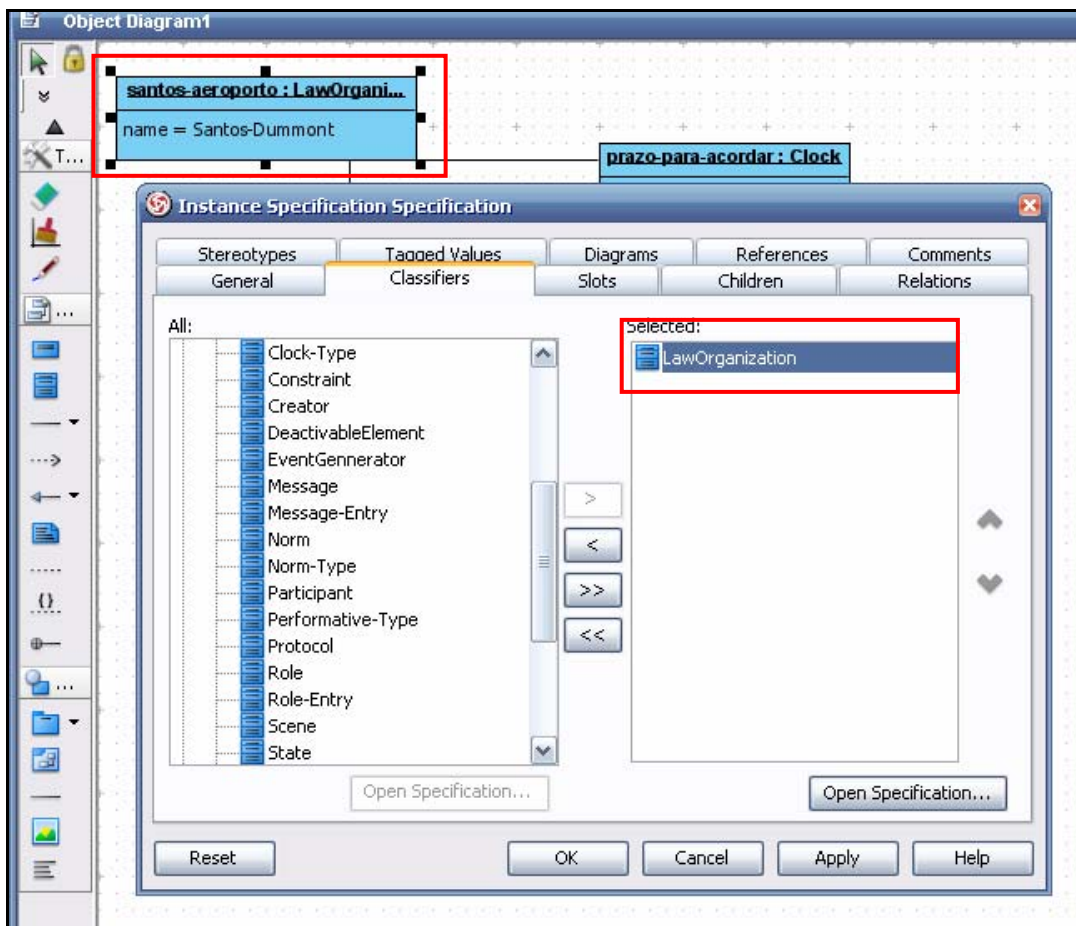 Object Diagram1
santos-aeroporto : LawOrgani...
name = Santos-Dummont
T...
prazo-para-acordar : Clock
Instance Specification Specification
Stereotypes Tagged Values Diagrams References Comments
General Classifiers Slots Children Relations
All:
Selected:
Clock-Type
Constraint
Creator
DeactivableElement
EventGennerator
Message
Message-Entry
Norm
Norm-Type
Participant
Performative-Type
Protocol
Role
Role-Entry
Scene
State
LawOrganization
>
<
>>
<<
Open Specification...
Open Specification...
Reset OK Cancel Apply Help